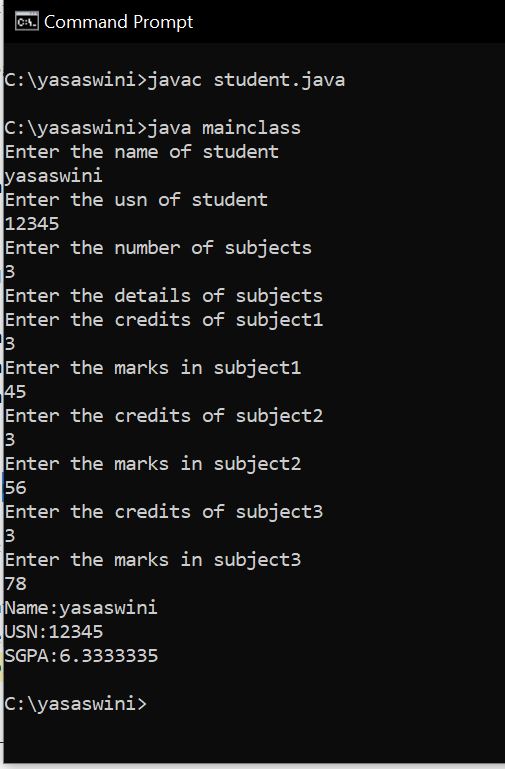 Command Prompt
C:\yasaswini>javac student.java
C:\yasaswini>java mainclass
Enter the name of student
yasaswini
Enter the usn of student
12345
Enter the number of subjects
3
Enter the details of subjects
Enter the credits of subject1
3
Enter the marks in subject1
45
Enter the credits of subject2
3
Enter the marks in subject2
56
Enter the credits of subject3
3
Enter the marks in subject3
78
Name:yasaswini
USN:12345
SGPA:6.3333335
C:\yasaswini>